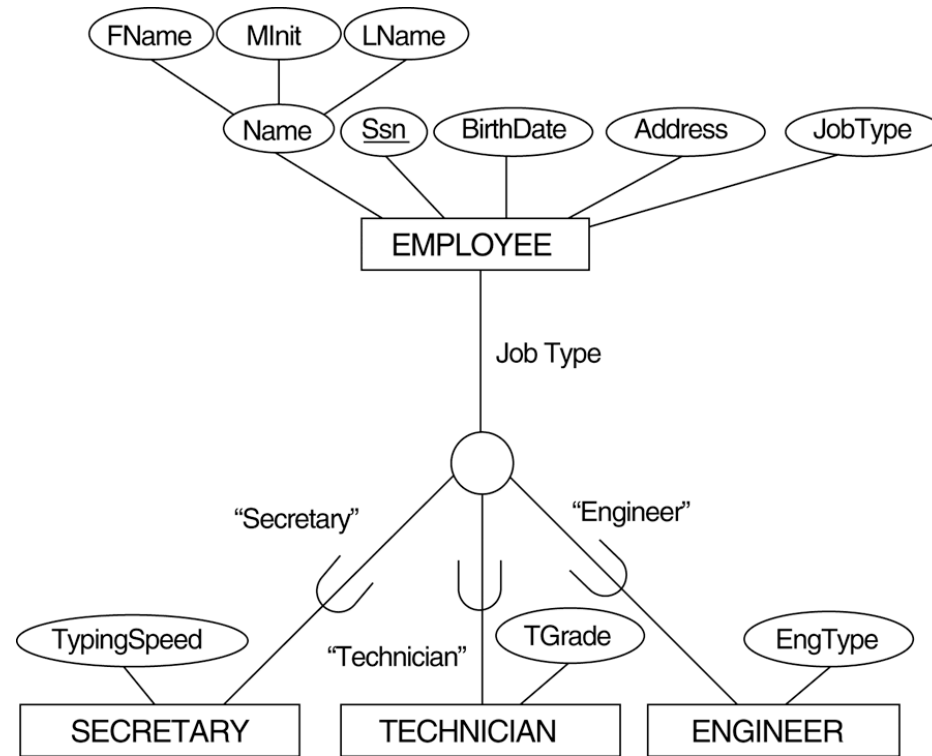 FName
MInit
LName
Name
Ssn
BirthDate
Address
JobType
EMPLOYEE
Job Type
“Secretary”
“Engineer”
“Technician”
TypingSpeed
TGrade
EngType
SECRETARY
TECHNICIAN
ENGINEER